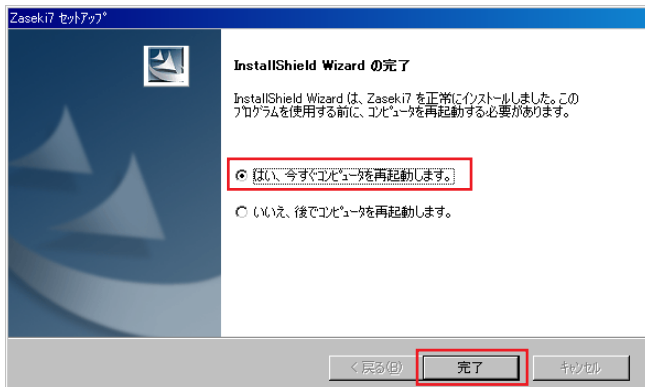 Zaseki7 ｾｯﾄｱｯﾌﾟ
InstallShield Wizard の完了
InstallShield Wizard は、Zaseki7 を正常にインストールしました。この
ﾌﾟﾛｸﾞﾗﾑを使用する前に、ｺﾝﾋﾟｭｰﾀを再起動する必要があります。
はい、今すぐｺﾝﾋﾟｭｰﾀを再起動します。
いいえ、後でｺﾝﾋﾟｭｰﾀを再起動します。
< 戻る(B)
完了
ｷｬﾝｾﾙ